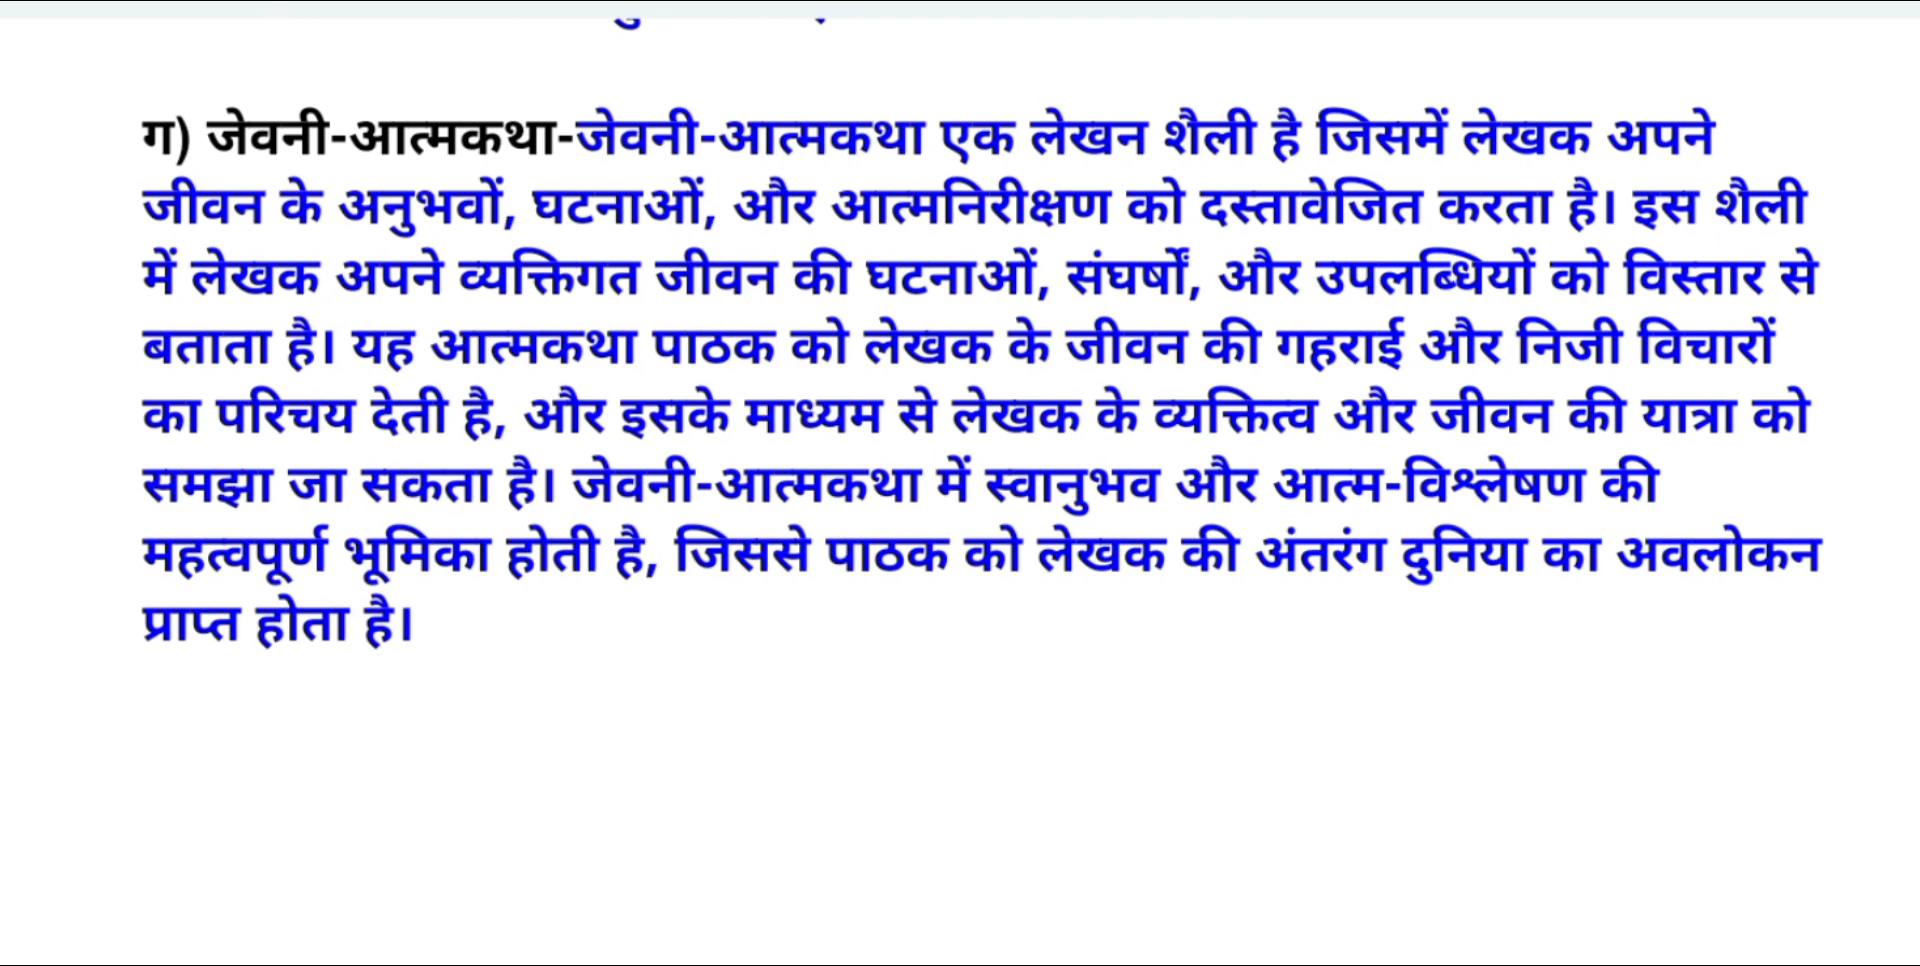 ग) जेवनी-आत्मकथा-जेवनी-आत्मकथा एक लेखन शैली है जिसमें लेखक अपने
जीवन के अनुभवों, घटनाओं, और आत्मनिरीक्षण को दस्तावेजित करता है। इस शैली
में लेखक अपने व्यक्तिगत जीवन की घटनाओं, संघर्षों, और उपलब्धियों को विस्तार से
बताता है। यह आत्मकथा पाठक को लेखक के जीवन की गहराई और निजी विचारों
का परिचय देती है, और इसके माध्यम से लेखक के व्यक्तित्व और जीवन की यात्रा को
समझा जा सकता है। जेवनी-आत्मकथा में स्वानुभव और आत्म-विश्लेषण की
महत्वपूर्ण भूमिका होती है, जिससे पाठक को लेखक की अंतरंग दुनिया का अवलोकन
प्राप्त होता है।